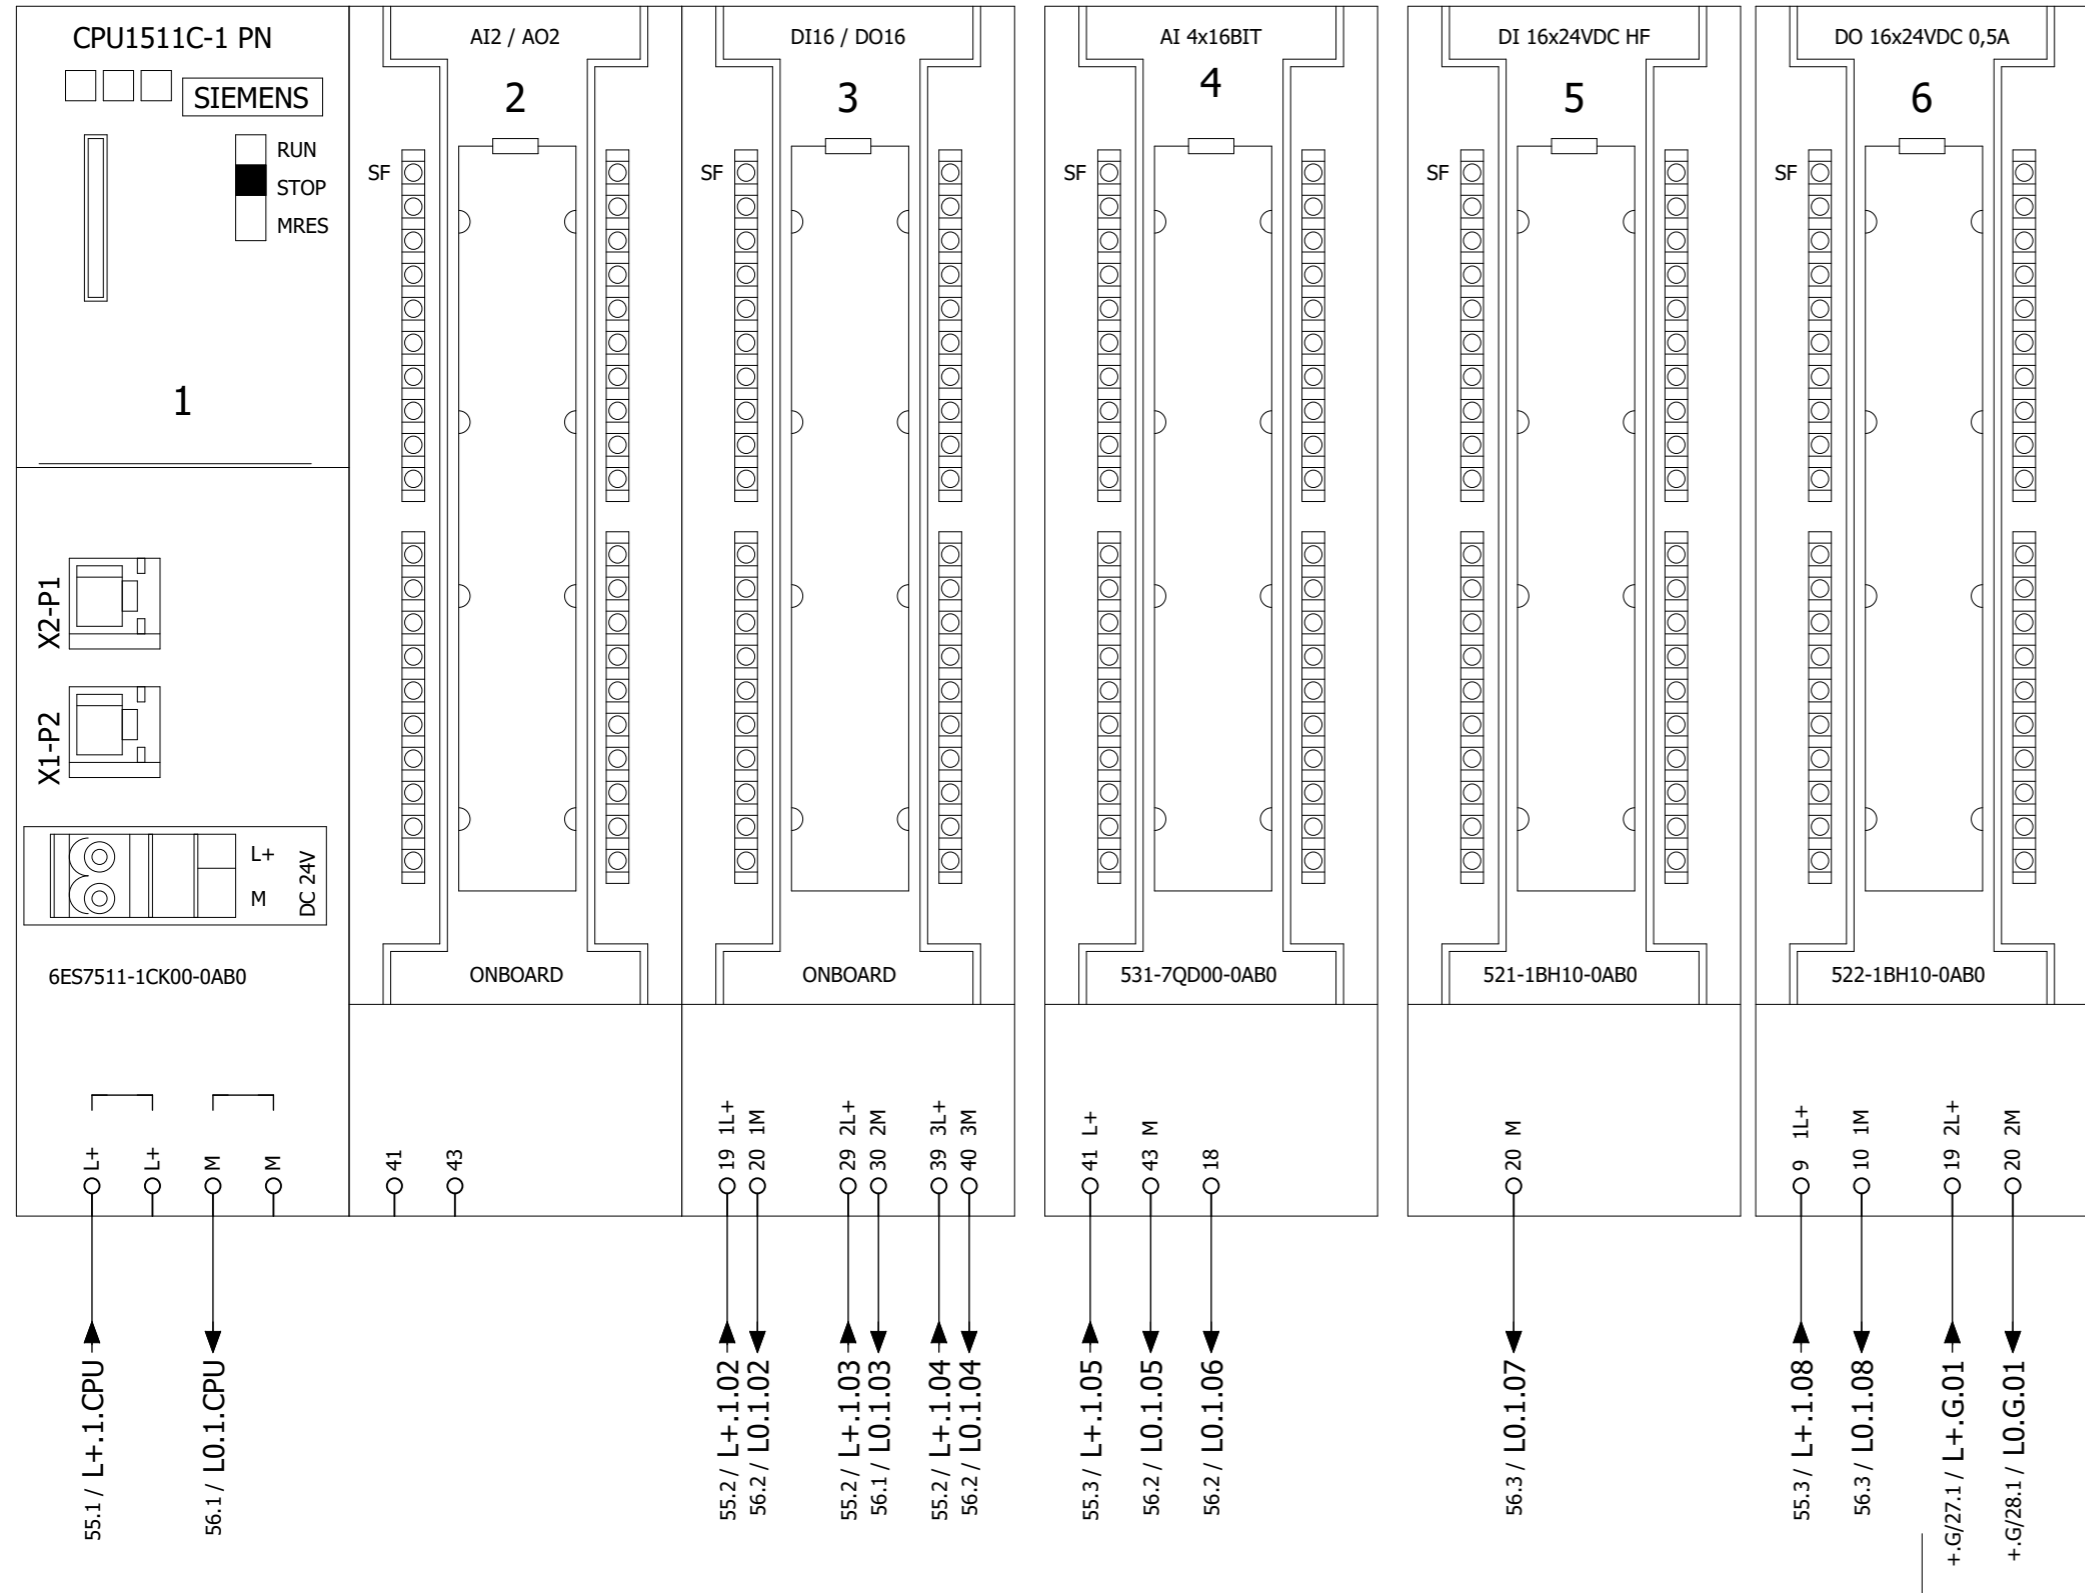 CPU1511C-1 PN
SIEMENS
RUN
STOP
MRES
1
X2-P1
X1-P2
L+
M
DC 24V
6ES7511-1CK00-0AB0
L+
L+
M
M
55.1 / L+.1.CPU
56.1 / L0.1.CPU
AI2 / AO2
2
SF
ONBOARD
41
43
DI16 / DO16
3
SF
ONBOARD
19 1L+
20 1M
29 2L+
30 2M
39 3L+
40 3M
55.2 / L+.1.02
56.2 / L0.1.02
55.2 / L+.1.03
56.1 / L0.1.03
55.2 / L+.1.04
56.2 / L0.1.04
AI 4x16BIT
4
SF
531-7QD00-0AB0
41 L+
43 M
18
55.3 / L+.1.05
56.2 / L0.1.05
56.2 / L0.1.06
DI 16x24VDC HF
5
SF
521-1BH10-0AB0
20 M
56.3 / L0.1.07
DO 16x24VDC 0,5A
6
SF
522-1BH10-0AB0
9 1L+
10 1M
19 2L+
20 2M
55.3 / L+.1.08
56.3 / L0.1.08
+.G/27.1 / L+.G.01
+.G/28.1 / L0.G.01